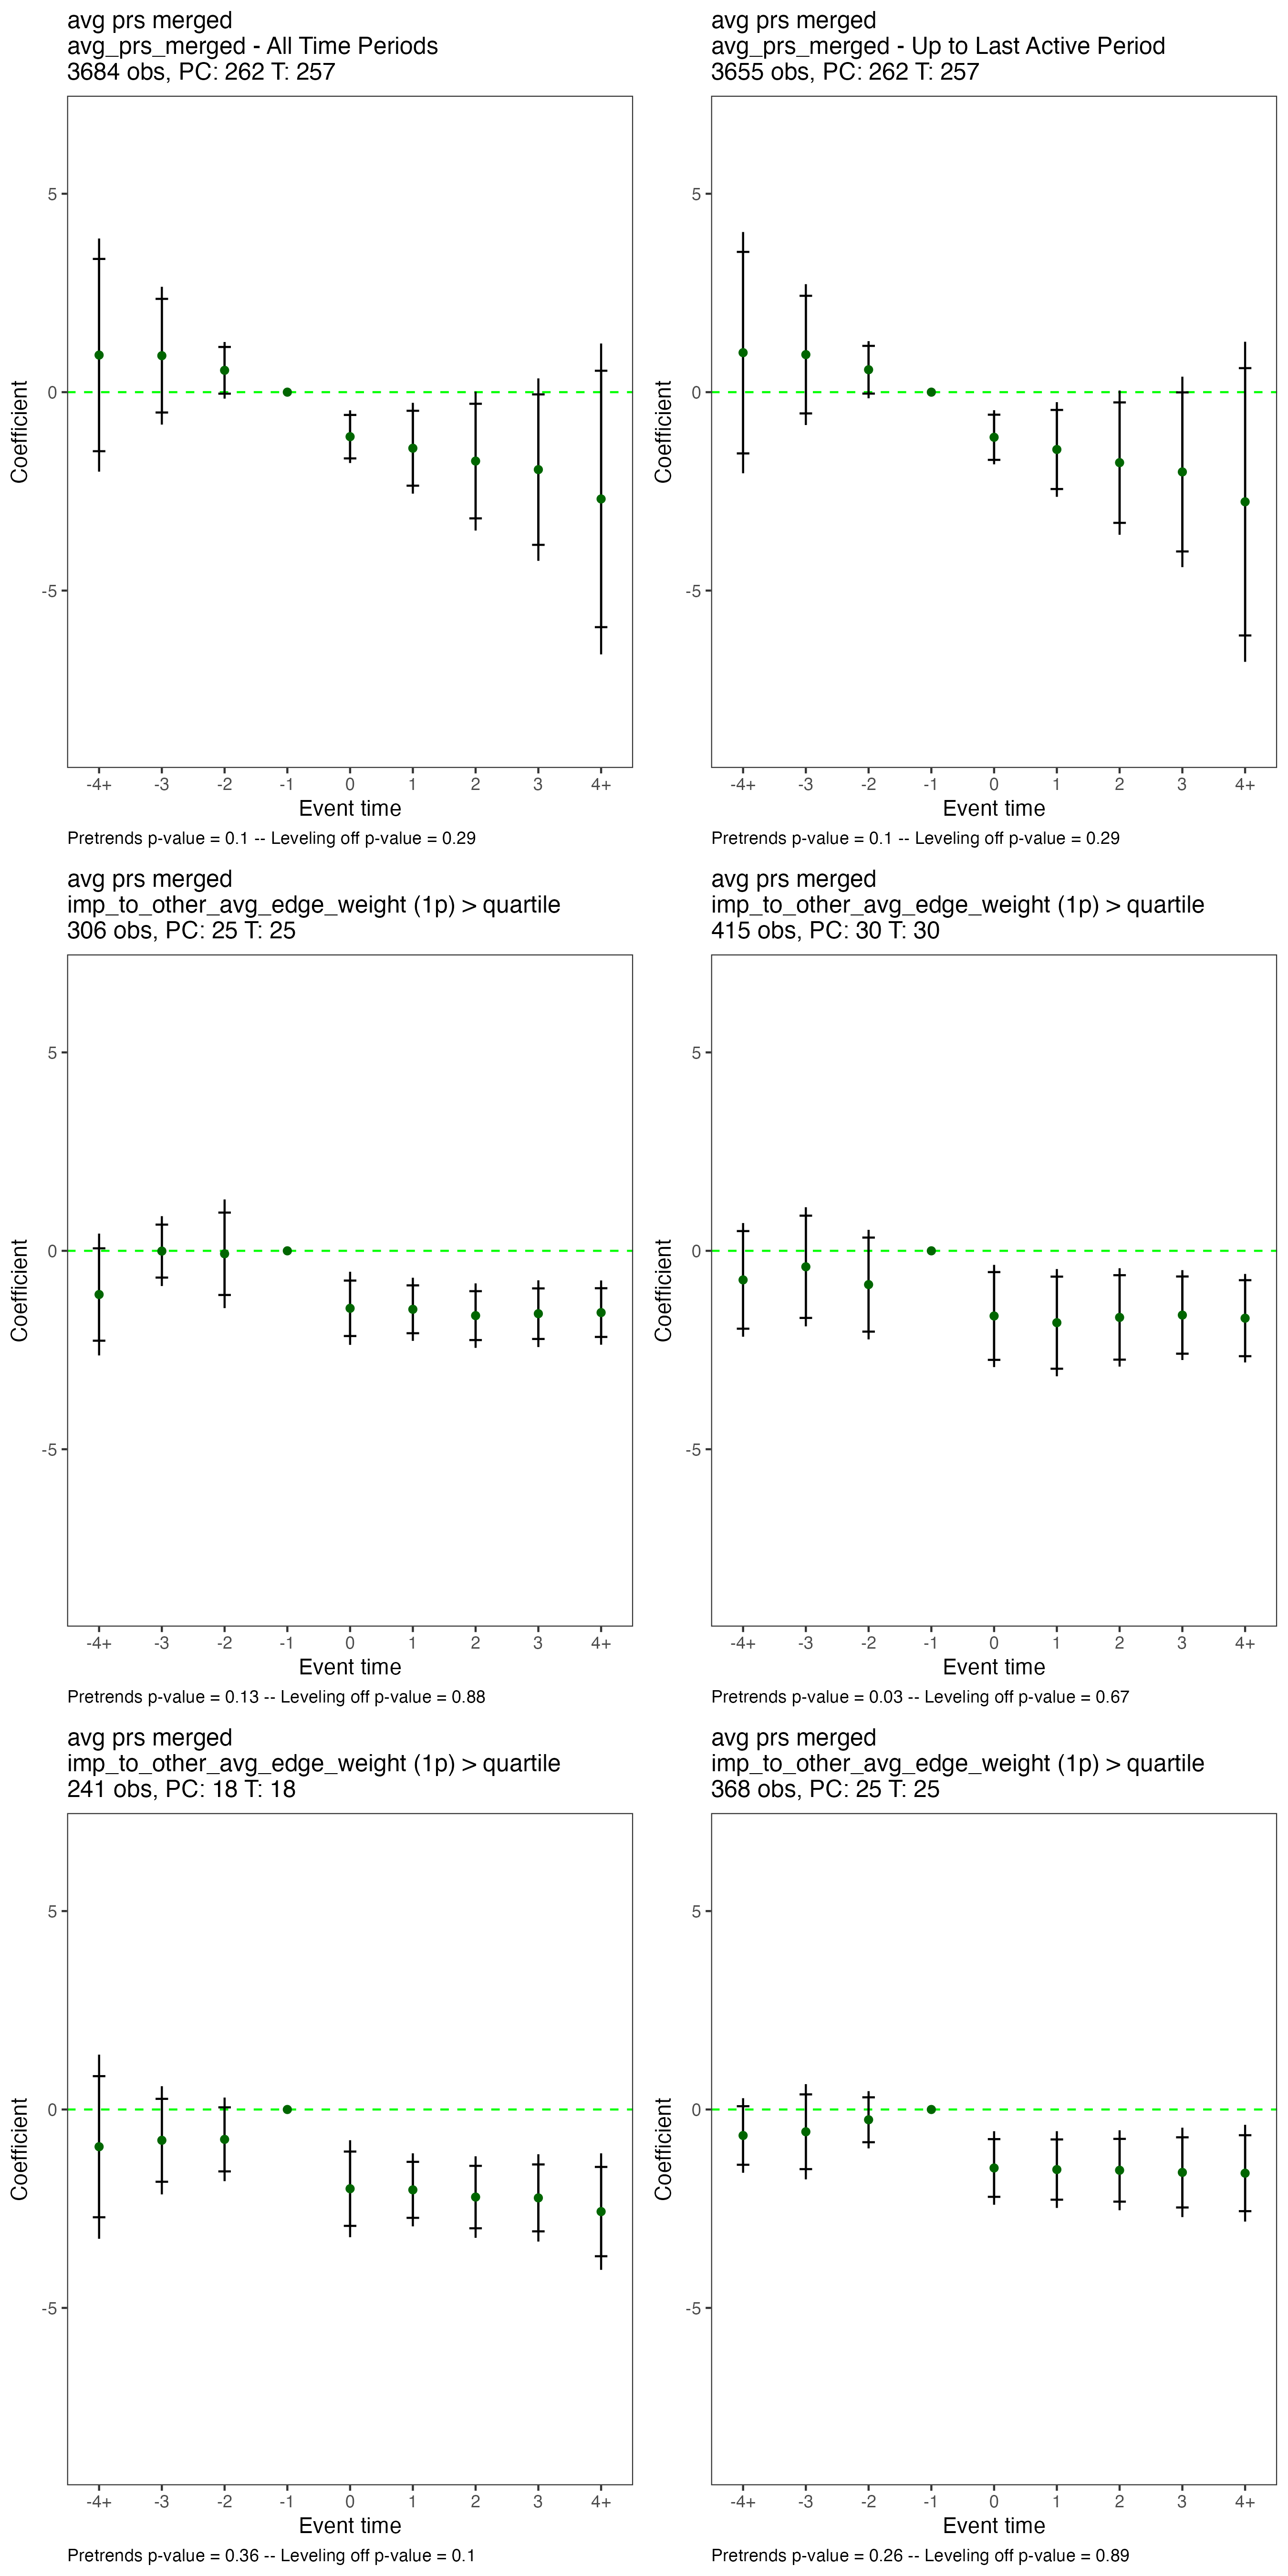 avg prs merged
avg_prs_merged - All Time Periods
3684 obs, PC: 262 T: 257
5
0
-5
Coefficient
-4+ -3 -2 -1 0 1 2 3 4+
Event time
Pretrends p-value = 0.1 -- Leveling off p-value = 0.29
avg prs merged
avg_prs_merged - Up to Last Active Period
3655 obs, PC: 262 T: 257
5
0
-5
Coefficient
-4+ -3 -2 -1 0 1 2 3 4+
Event time
Pretrends p-value = 0.1 -- Leveling off p-value = 0.29
avg prs merged
imp_to_other_avg_edge_weight (1p) > quartile
306 obs, PC: 25 T: 25
5
0
-5
Coefficient
-4+ -3 -2 -1 0 1 2 3 4+
Event time
Pretrends p-value = 0.13 -- Leveling off p-value = 0.88
avg prs merged
imp_to_other_avg_edge_weight (1p) > quartile
415 obs, PC: 30 T: 30
5
0
-5
Coefficient
-4+ -3 -2 -1 0 1 2 3 4+
Event time
Pretrends p-value = 0.03 -- Leveling off p-value = 0.67
avg prs merged
imp_to_other_avg_edge_weight (1p) > quartile
241 obs, PC: 18 T: 18
5
0
-5
Coefficient
-4+ -3 -2 -1 0 1 2 3 4+
Event time
Pretrends p-value = 0.36 -- Leveling off p-value = 0.1
avg prs merged
imp_to_other_avg_edge_weight (1p) > quartile
368 obs, PC: 25 T: 25
5
0
-5
Coefficient
-4+ -3 -2 -1 0 1 2 3 4+
Event time
Pretrends p-value = 0.26 -- Leveling off p-value = 0.89